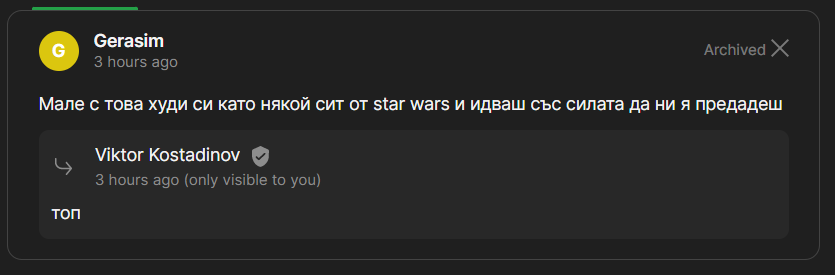 G
Gerasim
3 hours ago
Archived
Мале с това худи си като някой сит от star wars и идваш със силата да ни я предадеш
Viktor Kostadinov
3 hours ago (only visible to you)
топ